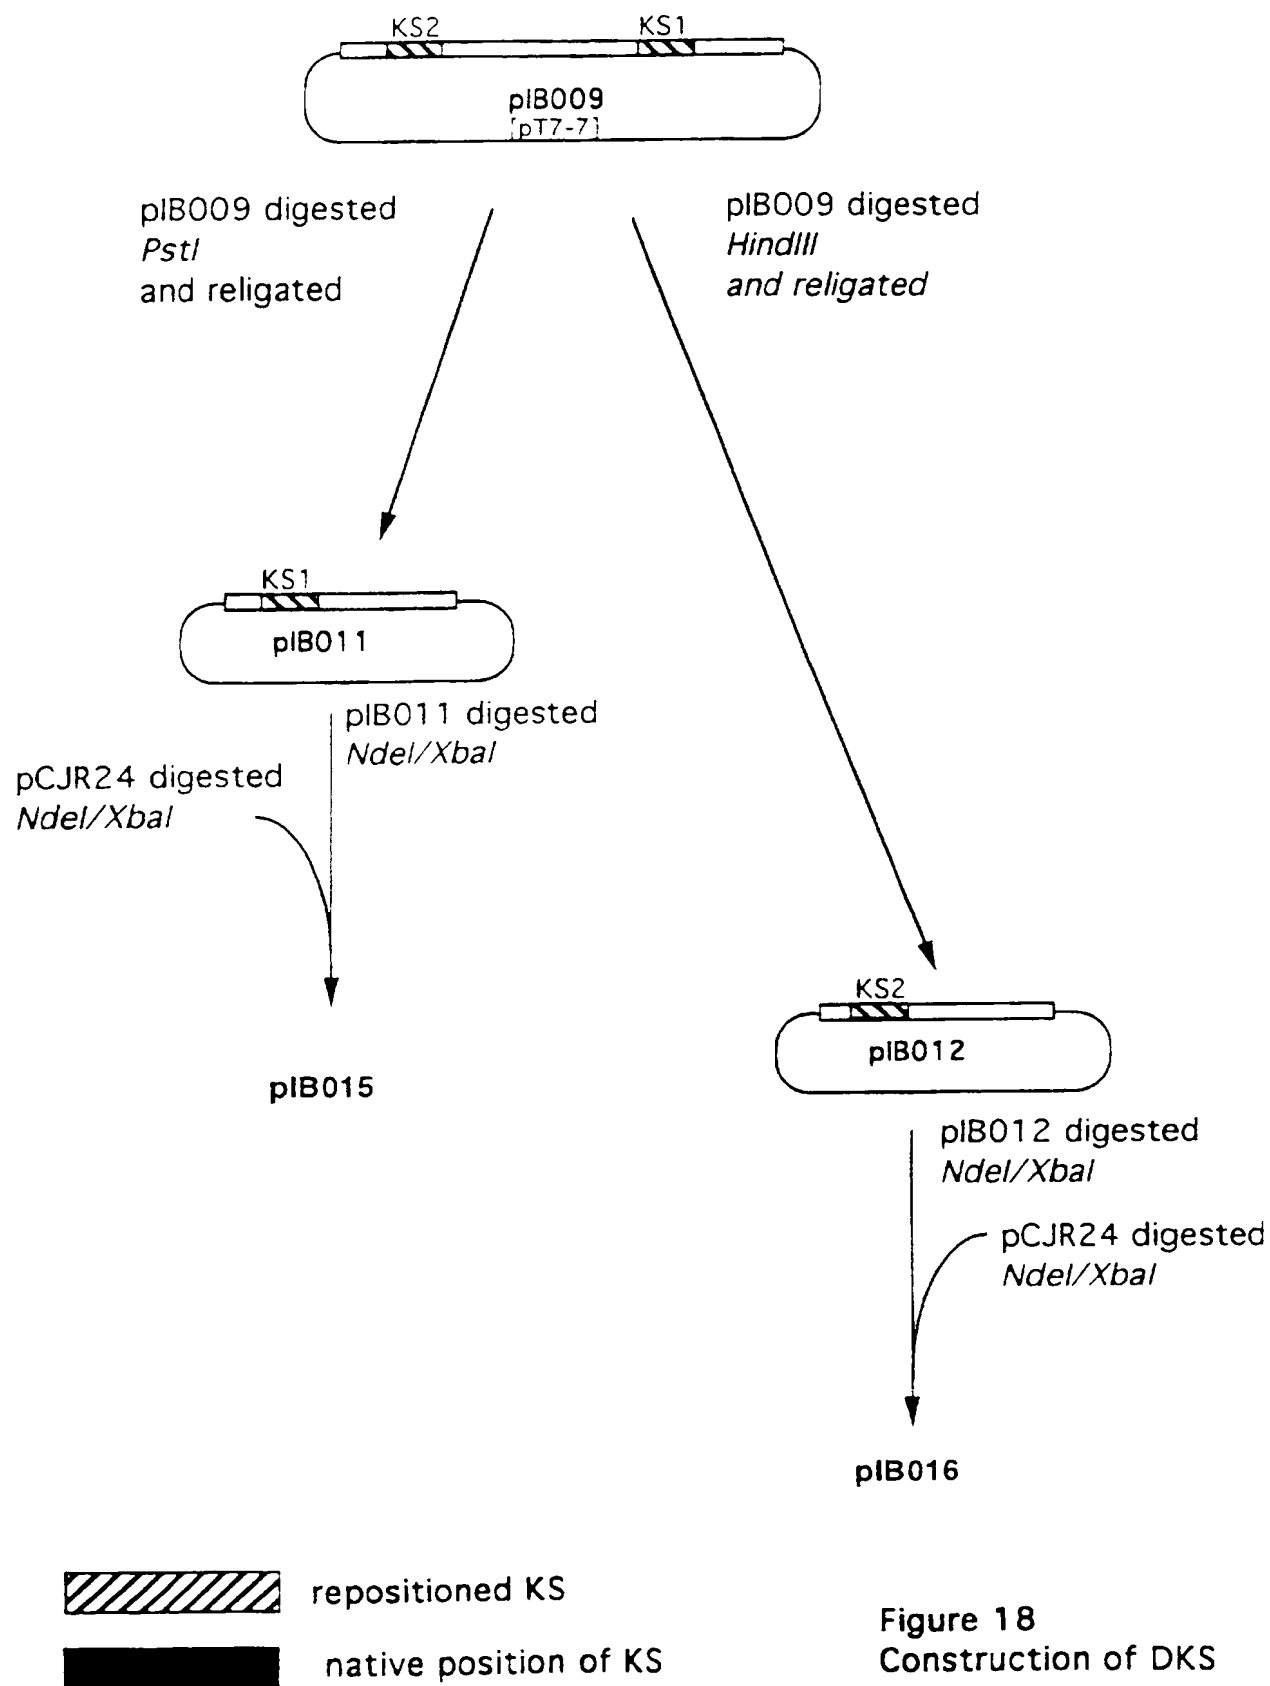 KS2 KS1
pIB009
[pT7-7]
pIB009 digested
PstI
and religated
pIB009 digested
HindIII
and religated
KS1
pIB011
pIB011 digested
NdeI/XbaI
pCJR24 digested
NdeI/XbaI
pIB015
KS2
pIB012
pIB012 digested
NdeI/XbaI
pCJR24 digested
NdeI/XbaI
pIB016
repositioned KS
native position of KS
Figure 18
Construction of DKS